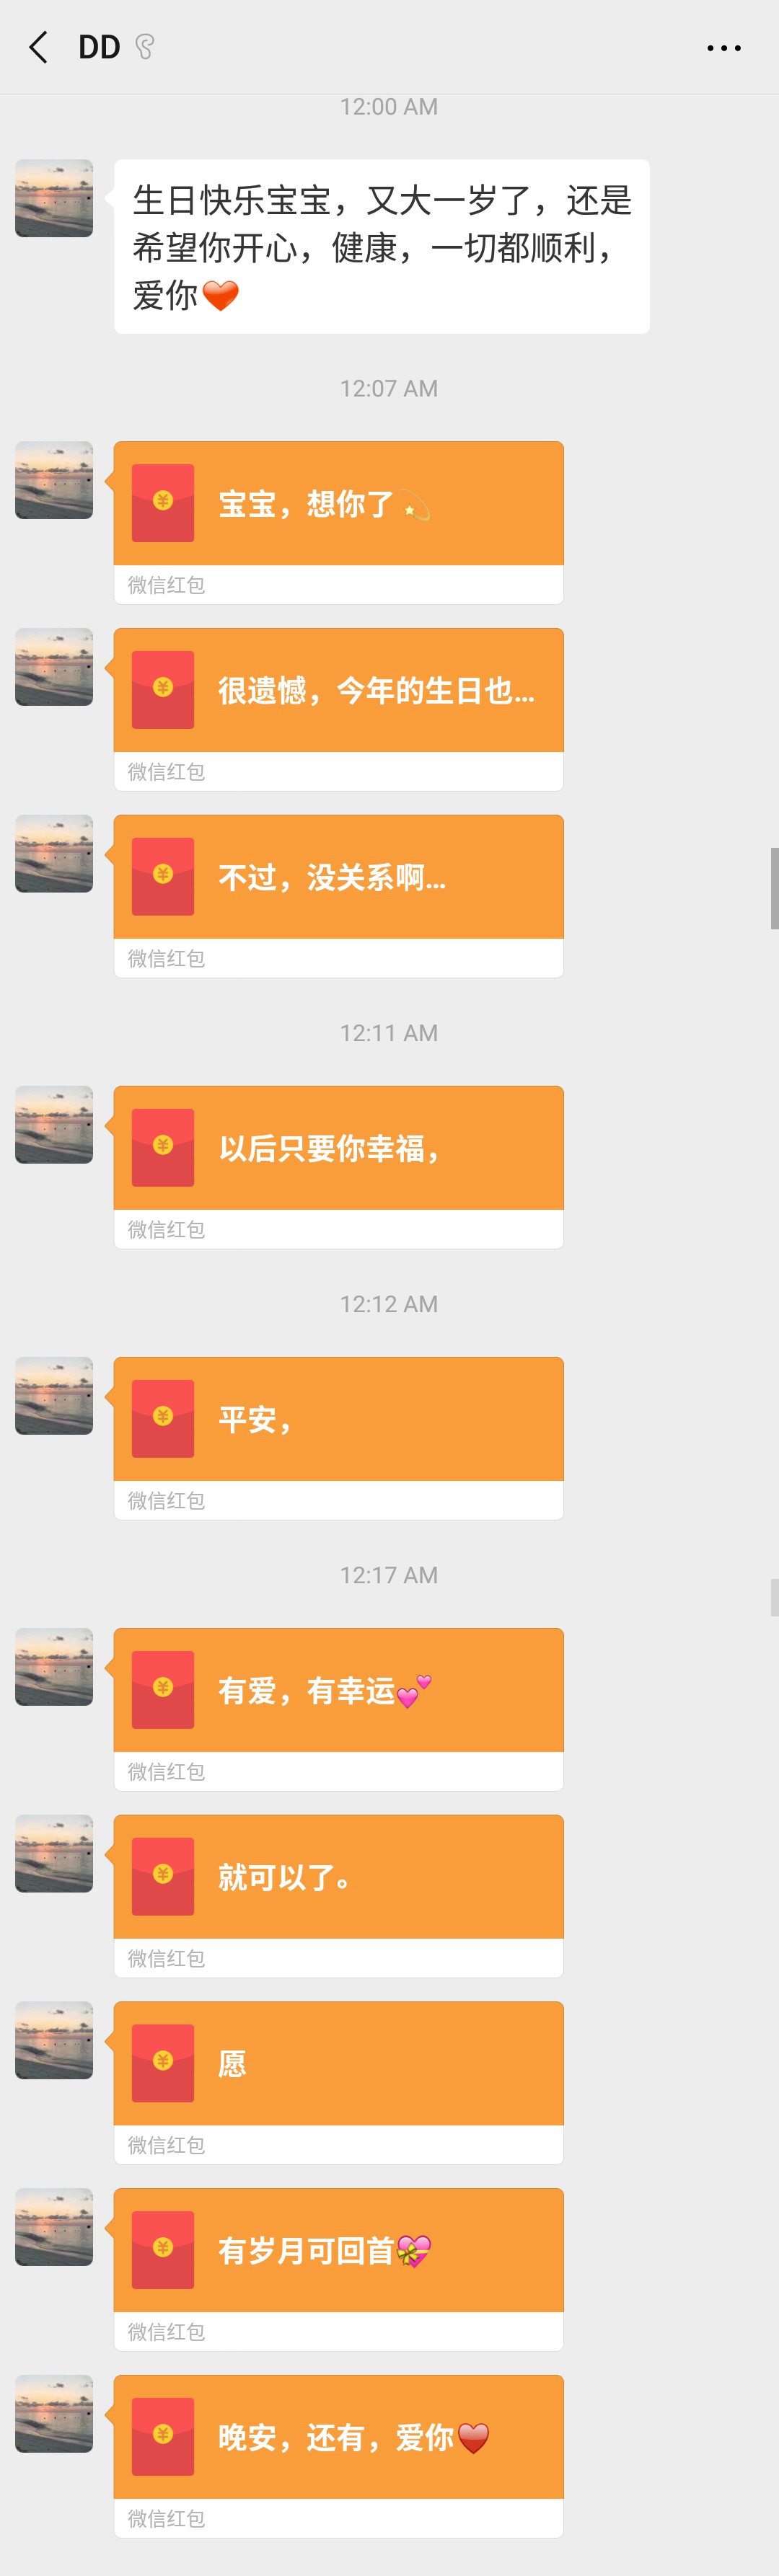 DD
12:00 AM
生日快乐宝宝，又大一岁了，还是
希望你开心，健康，一切都顺利，
爱你❤
12:07 AM
¥
宝宝，想你了💫
微信红包
¥
很遗憾，今年的生日也...
微信红包
¥
不过，没关系啊...
微信红包
12:11 AM
¥
以后只要你幸福，
微信红包
12:12 AM
¥
平安，
微信红包
12:17 AM
¥
有爱，有幸运💕
微信红包
¥
就可以了。
微信红包
¥
愿
微信红包
¥
有岁月可回首💝
微信红包
¥
晚安，还有，爱你❤
微信红包